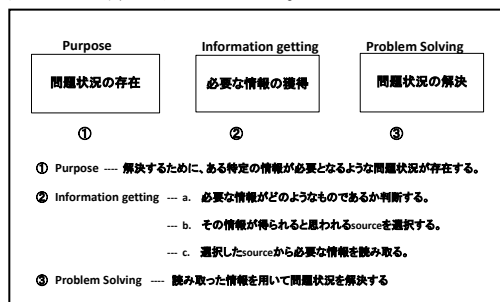 Purpose Information getting Problem Solving
問題状況の存在 必要な情報の獲得 問題状況の解決
① ② ③
① Purpose ---- 解決するために、ある特定の情報が必要となるような問題状況が存在する。
② Information getting --- a. 必要な情報がどのようなものであるか判断する。
--- b. その情報が得られると思われるsourceを選択する。
--- c. 選択したsourceから必要な情報を読み取る。
③ Problem Solving ---- 読み取った情報を用いて問題状況を解決する